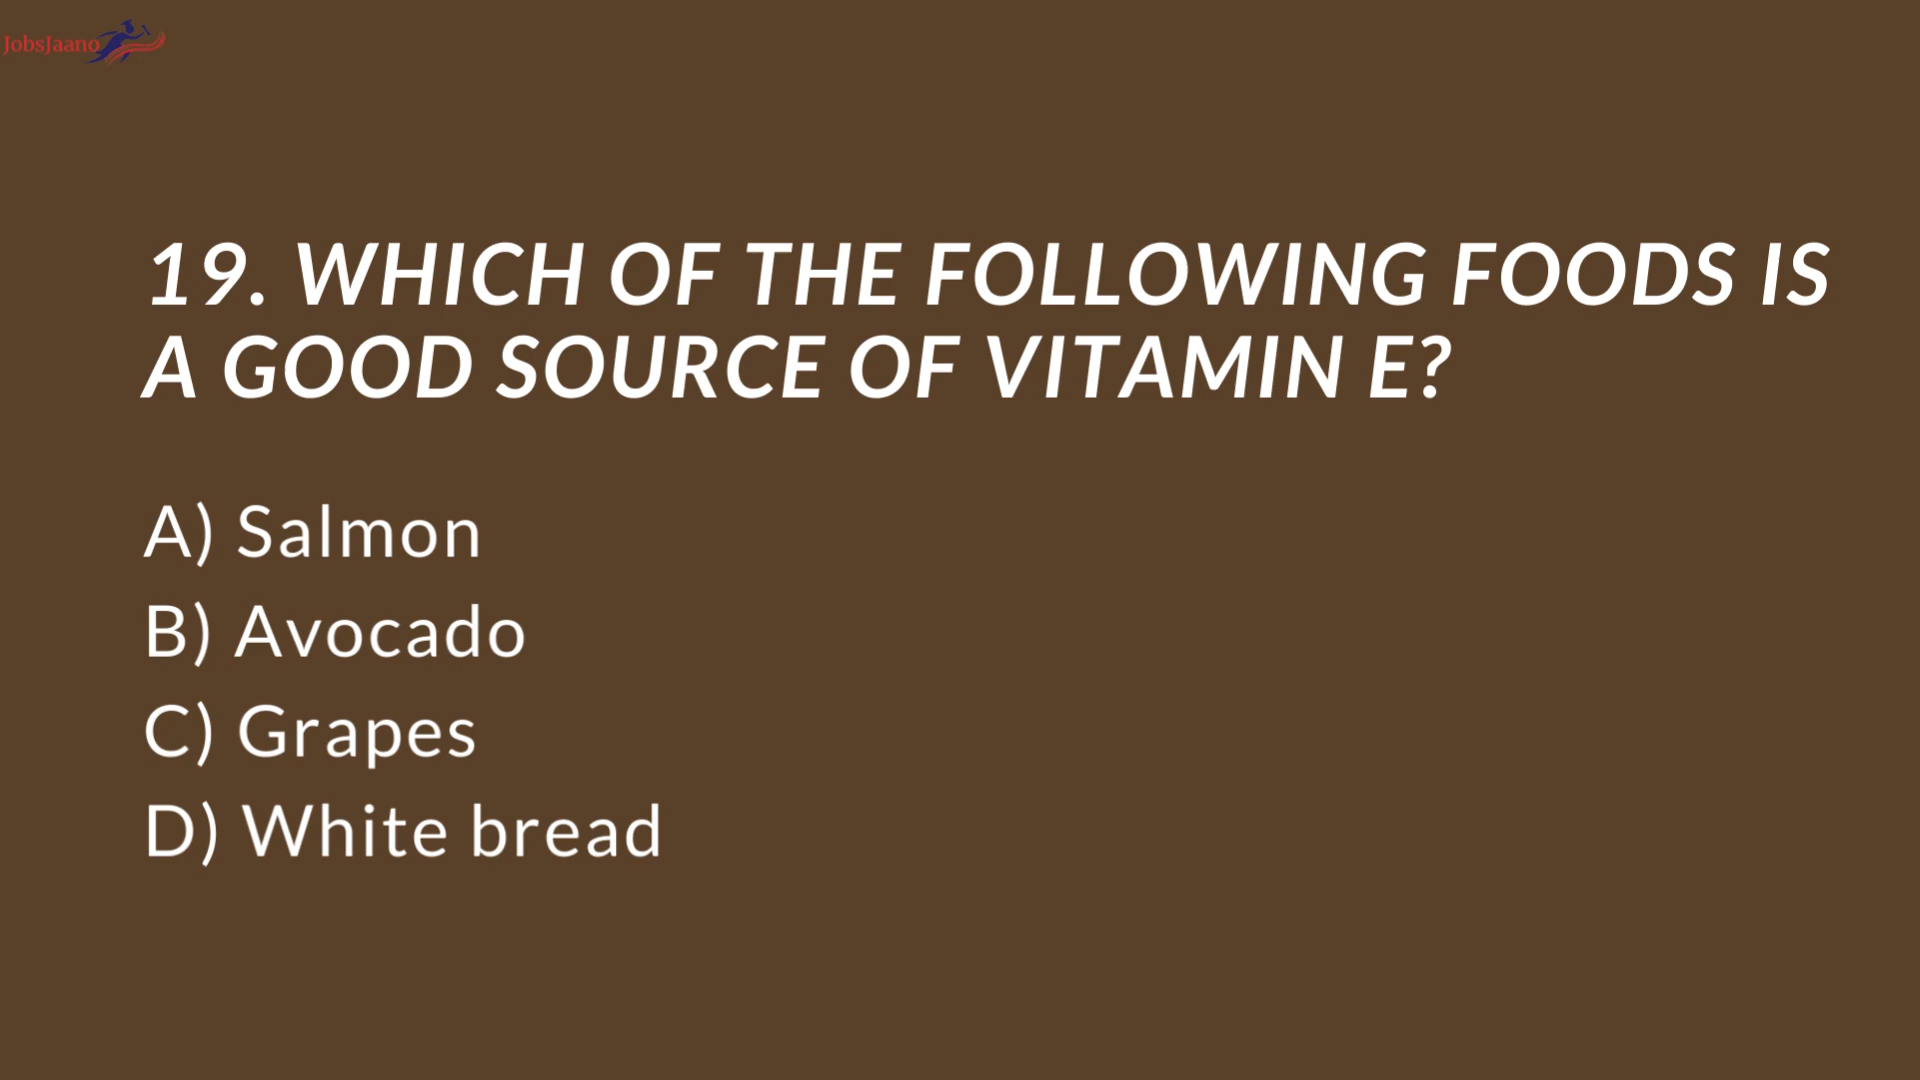 JobsJaano
19. WHICH OF THE FOLLOWING FOODS IS
A GOOD SOURCE OF VITAMIN E?
A) Salmon
B) Avocado
C) Grapes
D) White bread